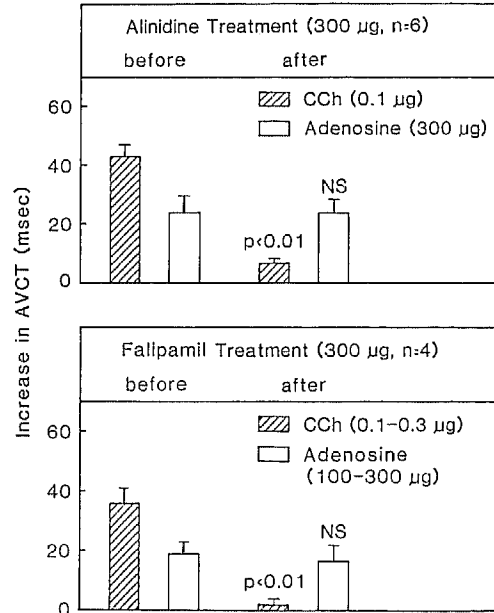 Alinidine Treatment (300 µg, n=6)
before after
CCh (0.1 µg)
Adenosine (300 µg)
60
40
20
0
p<0.01
NS
Increase in AVCT (msec)
Falipamil Treatment (300 µg, n=4)
before after
CCh (0.1-0.3 µg)
Adenosine
(100-300 µg)
60
40
20
0
p<0.01
NS